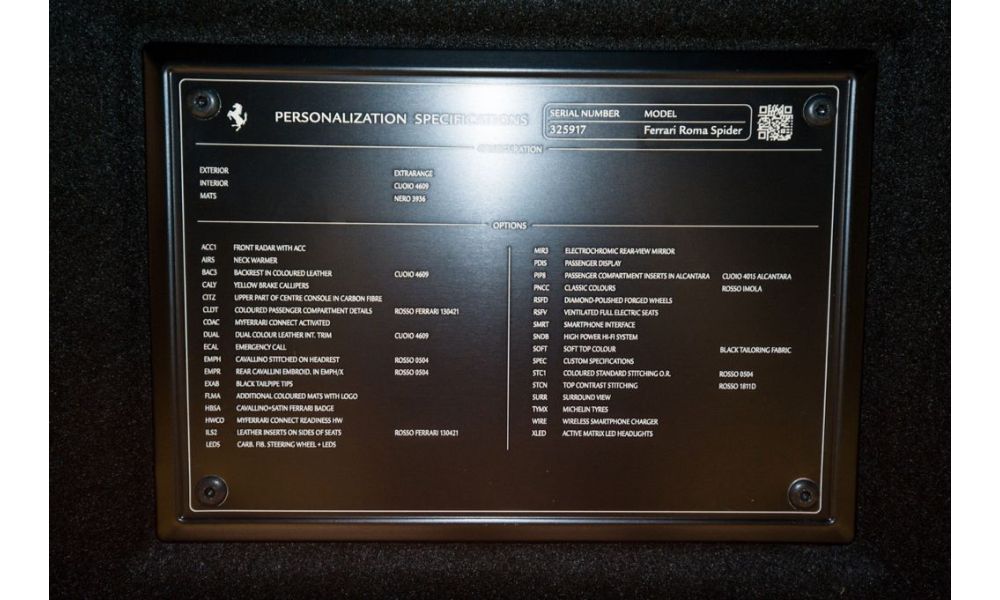 PERSONALIZATION SPECIFICATIONS
SERIAL NUMBER MODEL
325917 Ferrari Roma Spider
CONFIGURATION
EXTERIOR EXTRARANGE
INTERIOR CUOIO 4609
MATS NERO 3936
OPTIONS
ACC1 FRONT RADAR WITH ACC
AIRS NECK WARMER
BAC3 BACKREST IN COLOURED LEATHER CUOIO 4609
CALY YELLOW BRAKE CALLIPERS
CITZ UPPER PART OF CENTRE CONSOLE IN CARBON FIBRE
CLDT COLOURED PASSENGER COMPARTMENT DETAILS ROSSO FERRARI 130421
COAC MYFERRARI CONNECT ACTIVATED
DUAL DUAL COLOUR LEATHER INT. TRIM CUOIO 4609
ECAL EMERGENCY CALL
EMPH CAVALLINO STITCHED ON HEADREST ROSSO 0504
EMPR REAR CAVALLINI EMBROID. IN EMPH/X ROSSO 0504
EXAB BLACK TAILPIPE TIPS
FLMA ADDITIONAL COLOURED MATS WITH LOGO
HBSA CAVALLINO+SATIN FERRARI BADGE
HWCO MYFERRARI CONNECT READINESS HW
ILS2 LEATHER INSERTS ON SIDES OF SEATS ROSSO FERRARI 130421
LEDS CARB. FIB. STEERING WHEEL + LEDS
MIR3 ELECTROCHROMIC REAR-VIEW MIRROR
PDIS PASSENGER DISPLAY
PIP8 PASSENGER COMPARTMENT INSERTS IN ALCANTARA CUOIO 4015 ALCANTARA
PNCC CLASSIC COLOURS ROSSO IMOLA
RSFD DIAMOND-POLISHED FORGED WHEELS
RSFV VENTILATED FULL ELECTRIC SEATS
SMRT SMARTPHONE INTERFACE
SNDB HIGH POWER HI-FI SYSTEM
SOFT SOFT TOP COLOUR BLACK TAILORING FABRIC
SPEC CUSTOM SPECIFICATIONS
STC1 COLOURED STANDARD STITCHING O.R. ROSSO 0504
STCN TOP CONTRAST STITCHING ROSSO 1811D
SURR SURROUND VIEW
TYMX MICHELIN TYRES
WIRE WIRELESS SMARTPHONE CHARGER
XLED ACTIVE MATRIX LED HEADLIGHTS